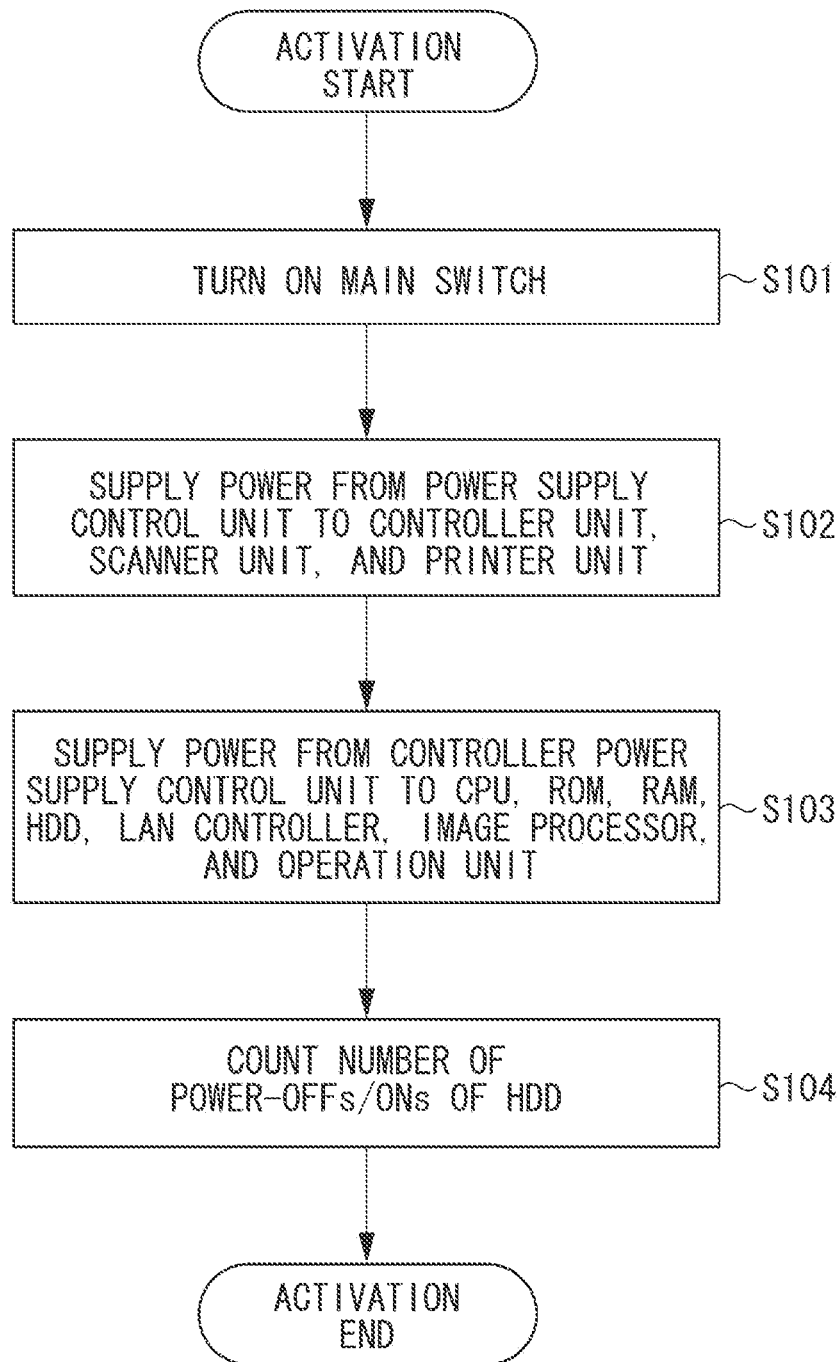 ACTIVATION
START
TURN ON MAIN SWITCH
S101
SUPPLY POWER FROM POWER SUPPLY
CONTROL UNIT TO CONTROLLER UNIT,
SCANNER UNIT, AND PRINTER UNIT
S102
SUPPLY POWER FROM CONTROLLER POWER
SUPPLY CONTROL UNIT TO CPU, ROM, RAM,
HDD, LAN CONTROLLER, IMAGE PROCESSOR,
AND OPERATION UNIT
S103
COUNT NUMBER OF
POWER-OFFs/ONs OF HDD
S104
ACTIVATION
END